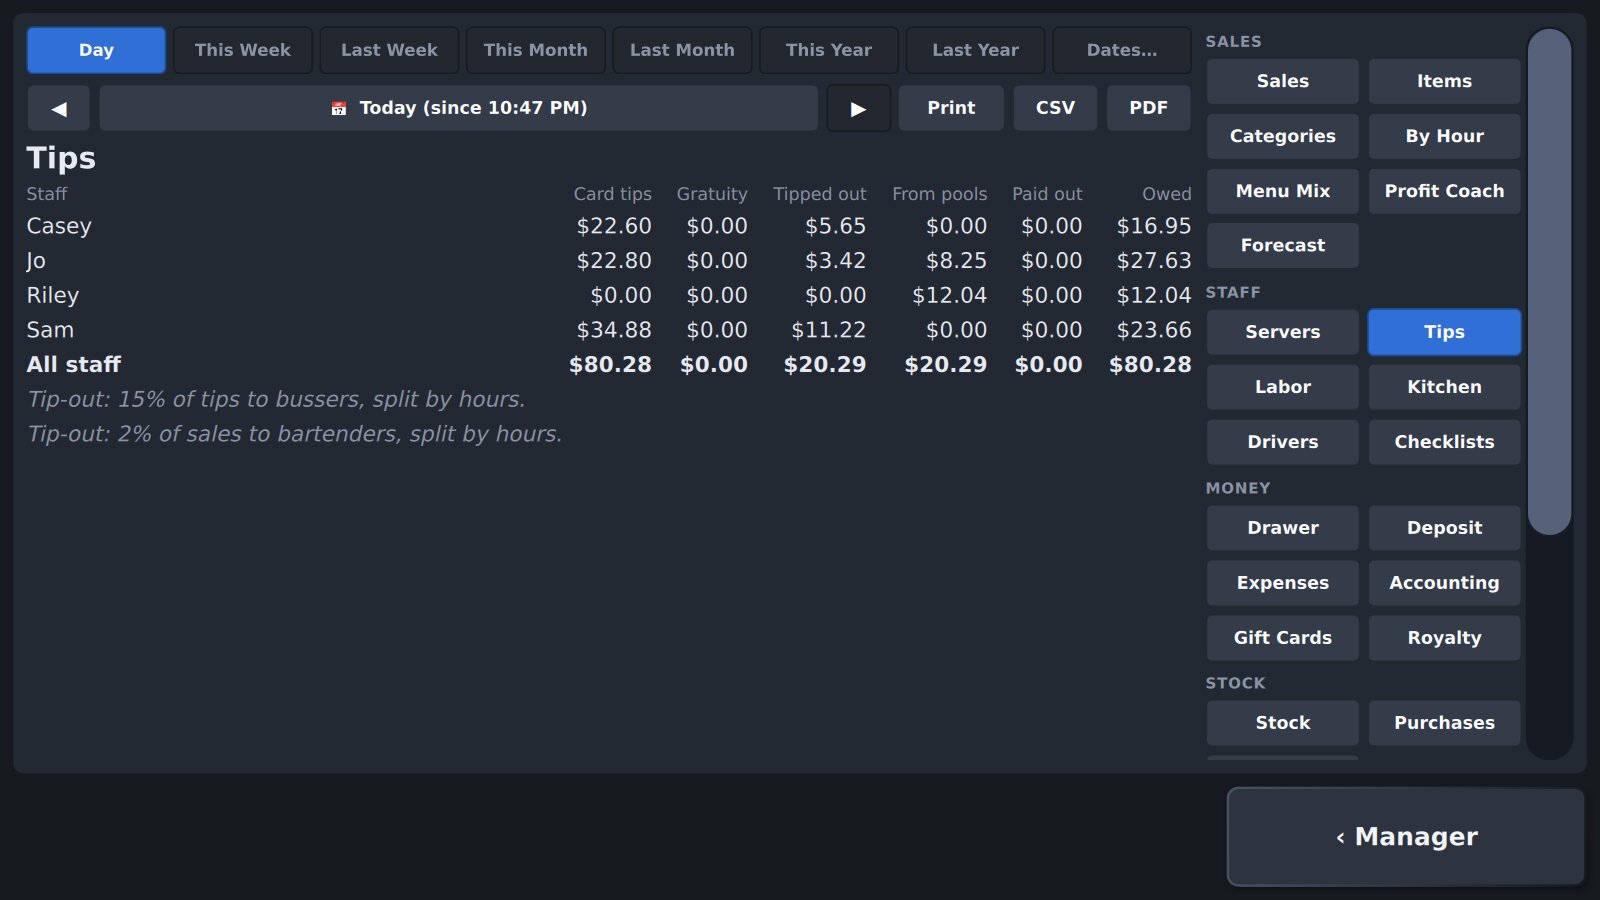 Day This Week Last Week This Month Last Month This Year Last Year Dates...
◀ 📅 Today (since 10:47 PM) ▶ Print CSV PDF
Tips
Staff Card tips Gratuity Tipped out From pools Paid out Owed
Casey $22.60 $0.00 $5.65 $0.00 $0.00 $16.95
Jo $22.80 $0.00 $3.42 $8.25 $0.00 $27.63
Riley $0.00 $0.00 $0.00 $12.04 $0.00 $12.04
Sam $34.88 $0.00 $11.22 $0.00 $0.00 $23.66
All staff $80.28 $0.00 $20.29 $20.29 $0.00 $80.28
Tip-out: 15% of tips to bussers, split by hours.
Tip-out: 2% of sales to bartenders, split by hours.
SALES
Sales Items
Categories By Hour
Menu Mix Profit Coach
Forecast
STAFF
Servers Tips
Labor Kitchen
Drivers Checklists
MONEY
Drawer Deposit
Expenses Accounting
Gift Cards Royalty
STOCK
Stock Purchases
‹ Manager